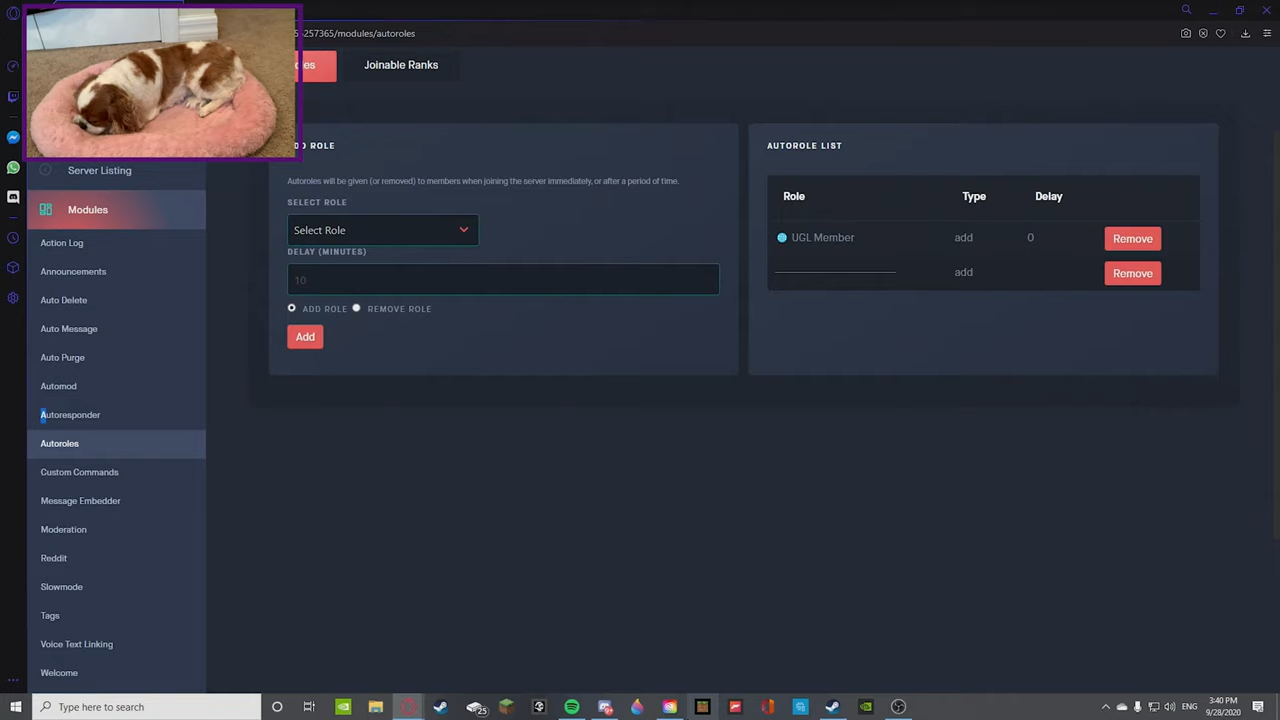 257365/modules/autoroles
Joinable Ranks
Server Listing
Modules
Action Log
Announcements
Auto Delete
Auto Message
Auto Purge
Automod
Autoresponder
Autoroles
Custom Commands
Message Embedder
Moderation
Reddit
Slowmode
Tags
Voice Text Linking
Welcome
ROLE
Autoroles will be given (or removed) to members when joining the server immediately, or after a period of time.
SELECT ROLE
Select Role
DELAY (MINUTES)
10
ADD ROLE REMOVE ROLE
Add
AUTOROLE LIST
Role Type Delay
UGL Member add 0 Remove
add Remove
Type here to search
25
3:40 PM
9/28/2020